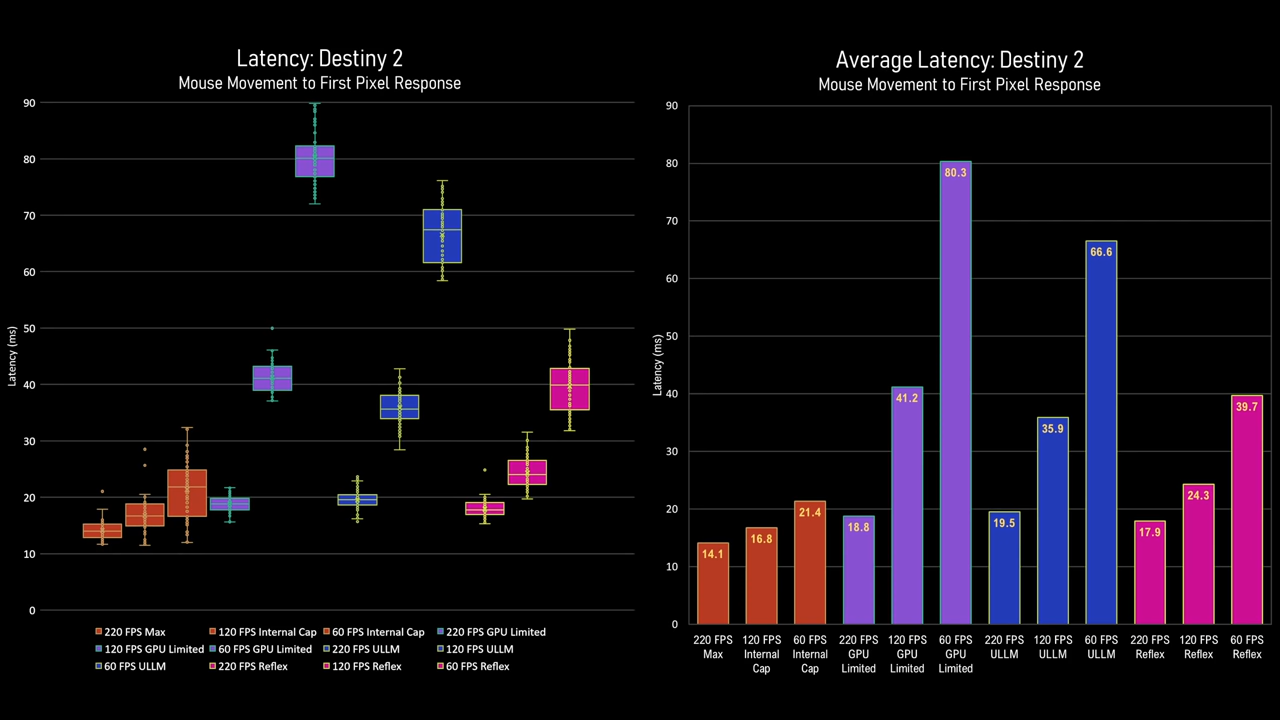 Latency: Destiny 2
Mouse Movement to First Pixel Response
90
80
70
60
50
40
30
20
10
0
Latency (ms)
220 FPS Max
120 FPS Internal Cap
60 FPS Internal Cap
220 FPS GPU Limited
120 FPS GPU Limited
60 FPS GPU Limited
220 FPS ULLM
120 FPS ULLM
60 FPS ULLM
220 FPS Reflex
120 FPS Reflex
60 FPS Reflex
Average Latency: Destiny 2
Mouse Movement to First Pixel Response
90
80
70
60
50
40
30
20
10
0
Latency (ms)
14.1
16.8
21.4
18.8
41.2
80.3
19.5
35.9
66.6
17.9
24.3
39.7
220 FPS
Max
120 FPS
Internal
Cap
60 FPS
Internal
Cap
220 FPS
GPU
Limited
120 FPS
GPU
Limited
60 FPS
GPU
Limited
220 FPS
ULLM
120 FPS
ULLM
60 FPS
ULLM
220 FPS
Reflex
120 FPS
Reflex
60 FPS
Reflex